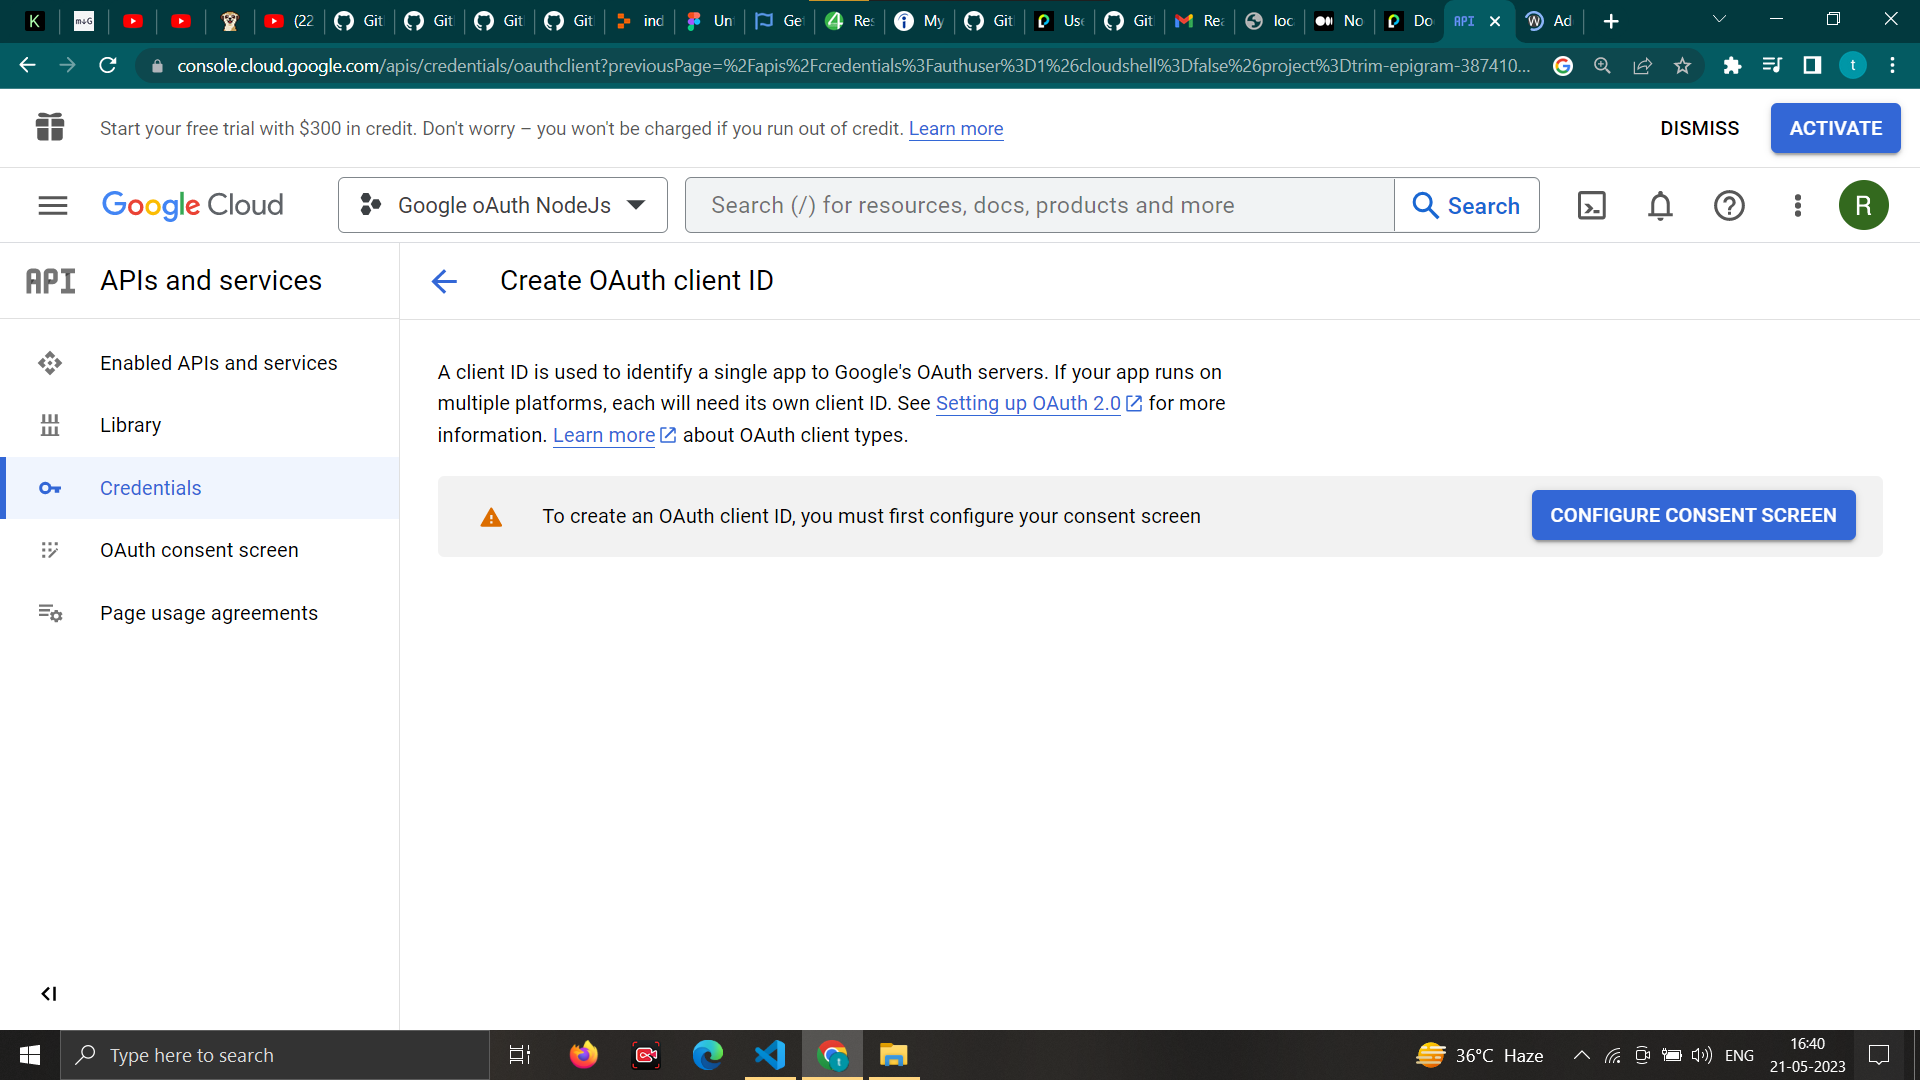 K
M↓G
(22
Git
Git
Git
Git
ind
Un
Get
Res
My
Git
Use
Git
Rea
loc
No
Do
API
Ad
console.cloud.google.com/apis/credentials/oauthclient?previousPage=%2Fapis%2Fcredentials%3Fauthuser%3D1%26cloudshell%3Dfalse%26project%3Dtrim-epigram-387410...
t
Start your free trial with $300 in credit. Don't worry – you won't be charged if you run out of credit. Learn more
DISMISS
ACTIVATE
Google Cloud
Google oAuth NodeJs
Search (/) for resources, docs, products and more
Search
R
API APIs and services
Create OAuth client ID
Enabled APIs and services
Library
Credentials
OAuth consent screen
Page usage agreements
A client ID is used to identify a single app to Google's OAuth servers. If your app runs on
multiple platforms, each will need its own client ID. See Setting up OAuth 2.0 for more
information. Learn more about OAuth client types.
To create an OAuth client ID, you must first configure your consent screen
CONFIGURE CONSENT SCREEN
Type here to search
36°C Haze
ENG
16:40
21-05-2023